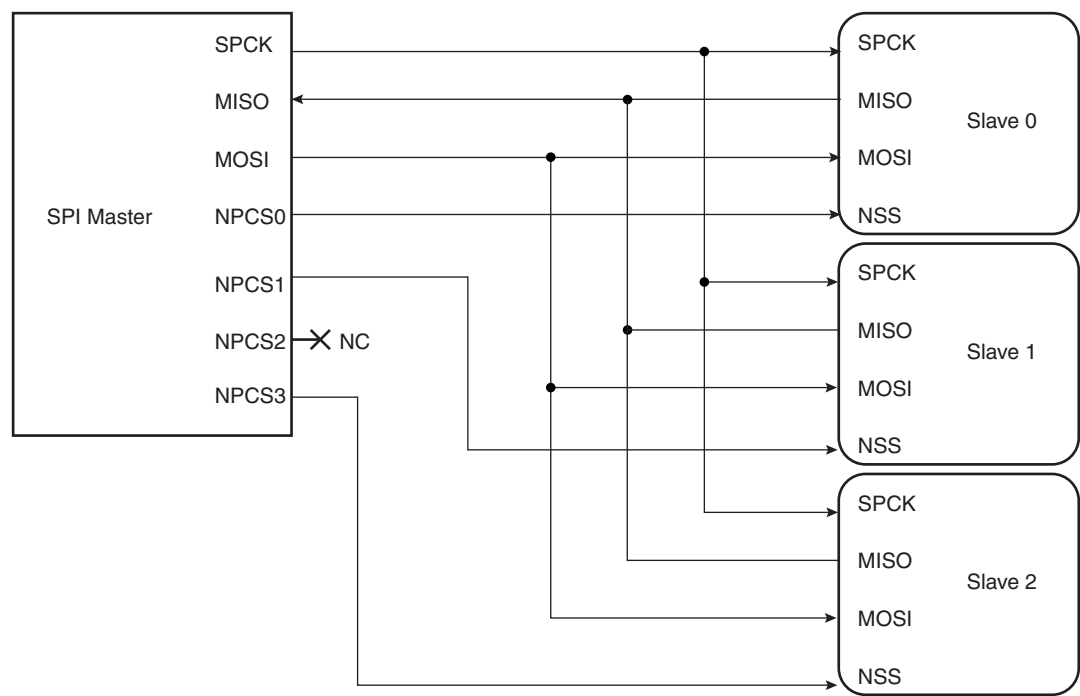 SPI Master
SPCK
MISO
MOSI
NPCS0
NPCS1
NPCS2
NC
NPCS3
SPCK
MISO
Slave 0
MOSI
NSS
SPCK
MISO
Slave 1
MOSI
NSS
SPCK
MISO
Slave 2
MOSI
NSS